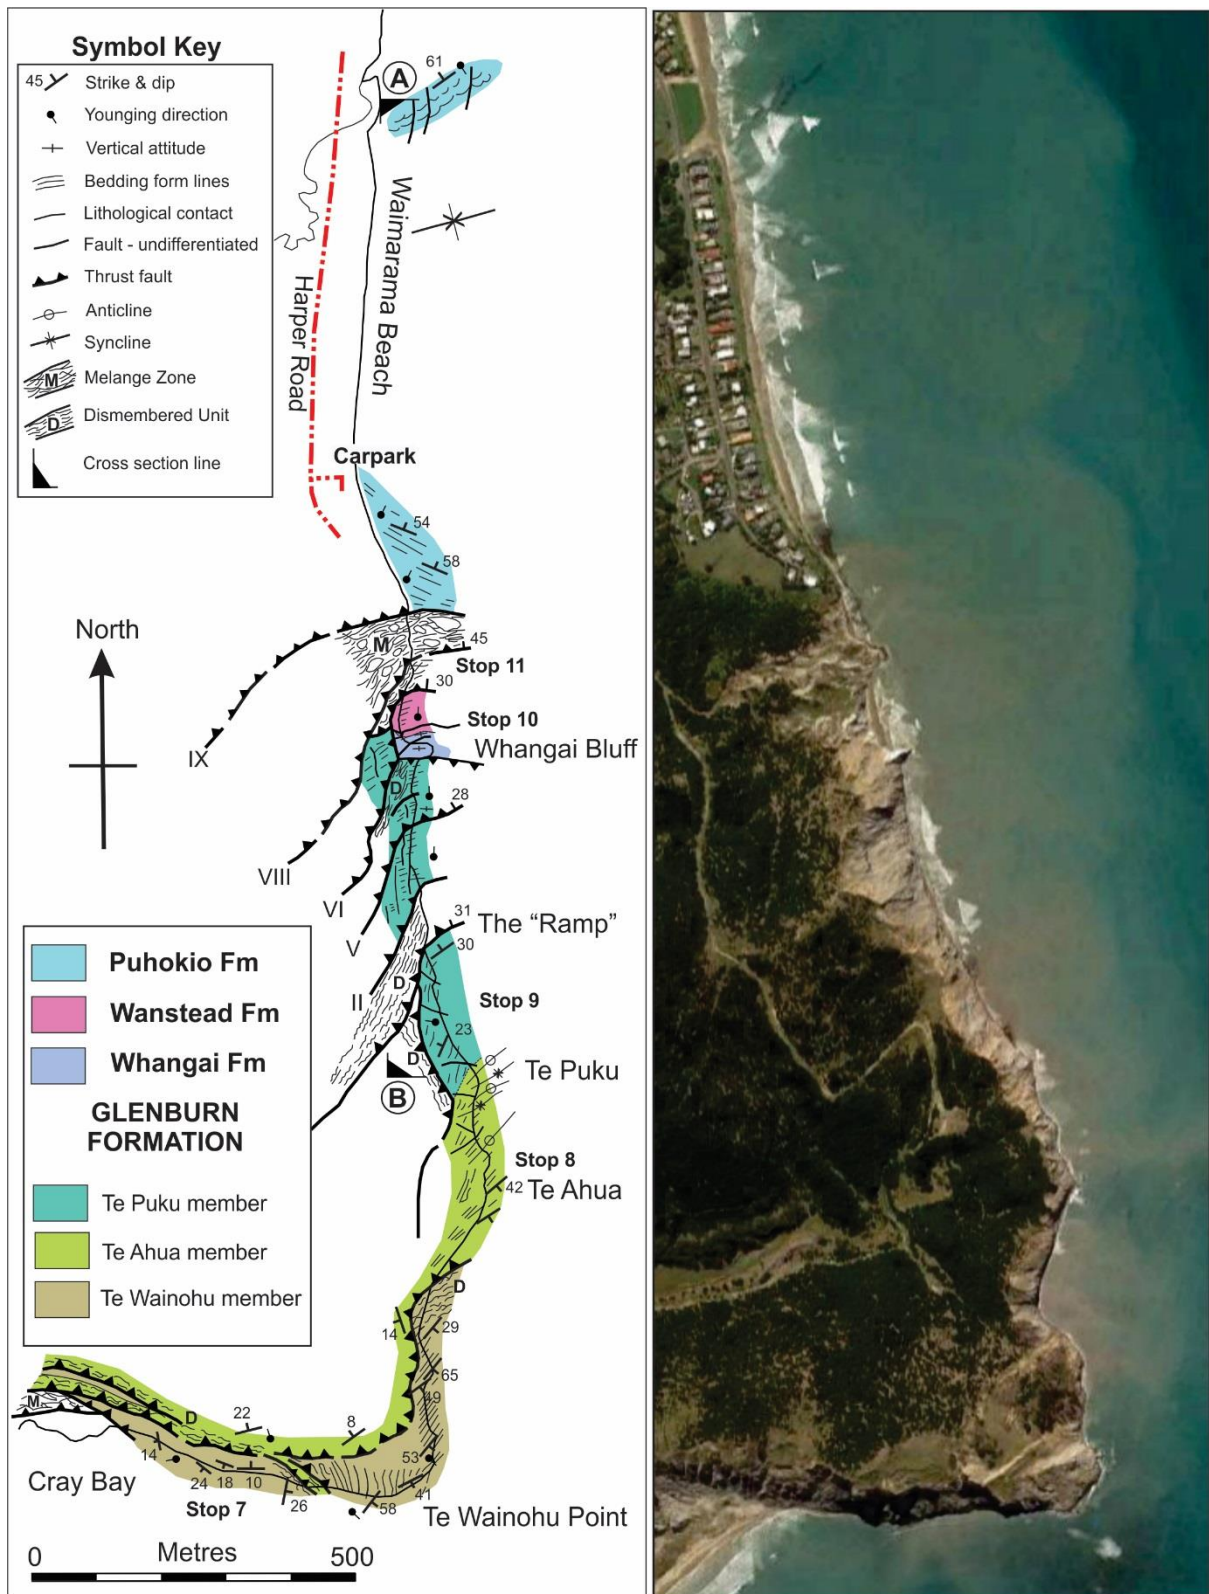 Symbol Key
45 Strike & dip
Younging direction
Vertical attitude
Bedding form lines
Lithological contact
Fault - undifferentiated
Thrust fault
Anticline
Syncline
M Melange Zone
D Dismembered Unit
Cross section line
A
61
Harper Road
Waimarama Beach
Carpark
54
58
North
M
45
Stop 11
30
Stop 10
IX
Whangai Bluff
D
28
VIII
VI
V
31
The "Ramp"
30
II
D
Stop 9
23
D
Te Puku
B
Stop 8
42
Te Ahua
Puhokio Fm
Wanstead Fm
Whangai Fm
GLENBURN
FORMATION
Te Puku member
Te Ahua member
Te Wainohu member
D
14
29
65
49
M
D
22
8
14
53
Cray Bay
24
18
10
26
58
41
Stop 7
Te Wainohu Point
0 Metres 500